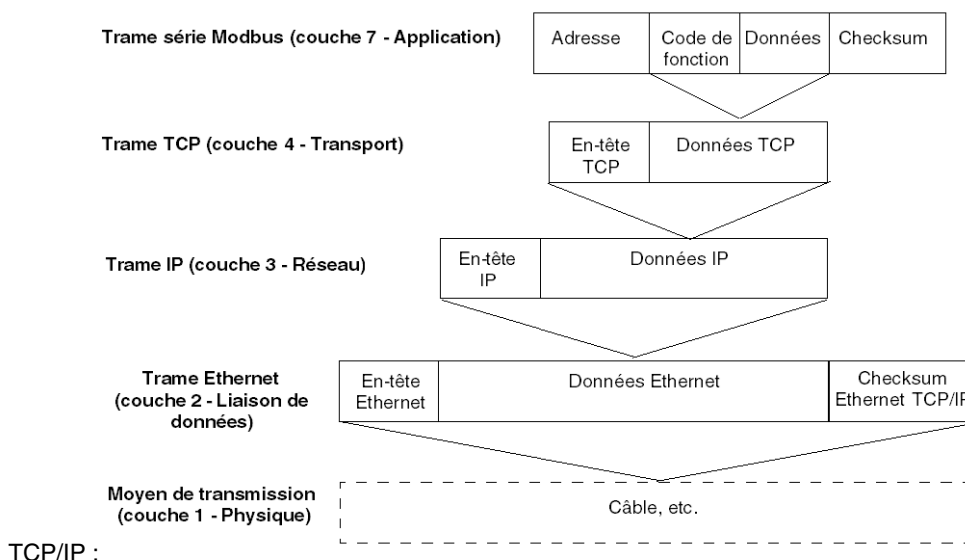 Trame série Modbus (couche 7 - Application)
Adresse
Code de
fonction
Données
Checksum
Trame TCP (couche 4 - Transport)
En-tête
TCP
Données TCP
Trame IP (couche 3 - Réseau)
En-tête
IP
Données IP
Trame Ethernet
(couche 2 - Liaison de
données)
En-tête
Ethernet
Données Ethernet
Checksum
Ethernet TCP/IP
Moyen de transmission
(couche 1 - Physique)
Câble, etc.
TCP/IP :